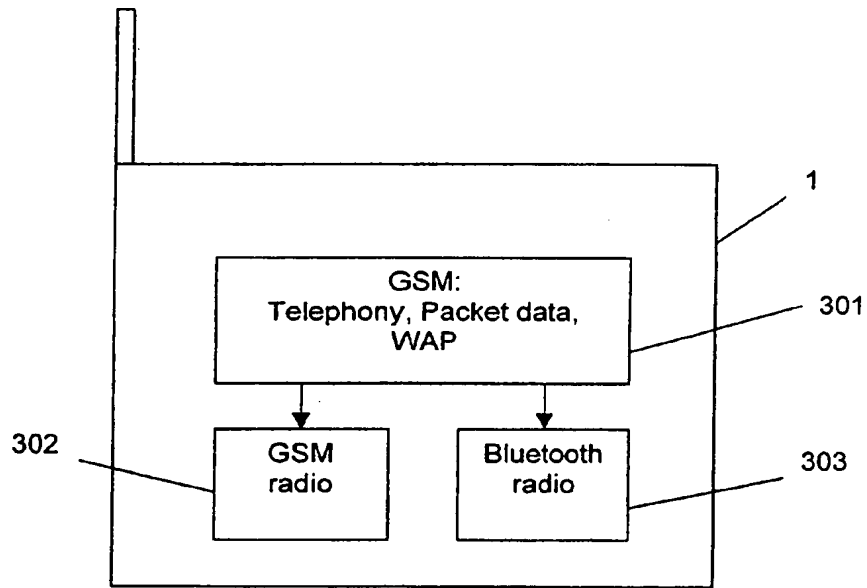 1
GSM:
Telephony, Packet data,
WAP
301
302
GSM
radio
Bluetooth
radio
303